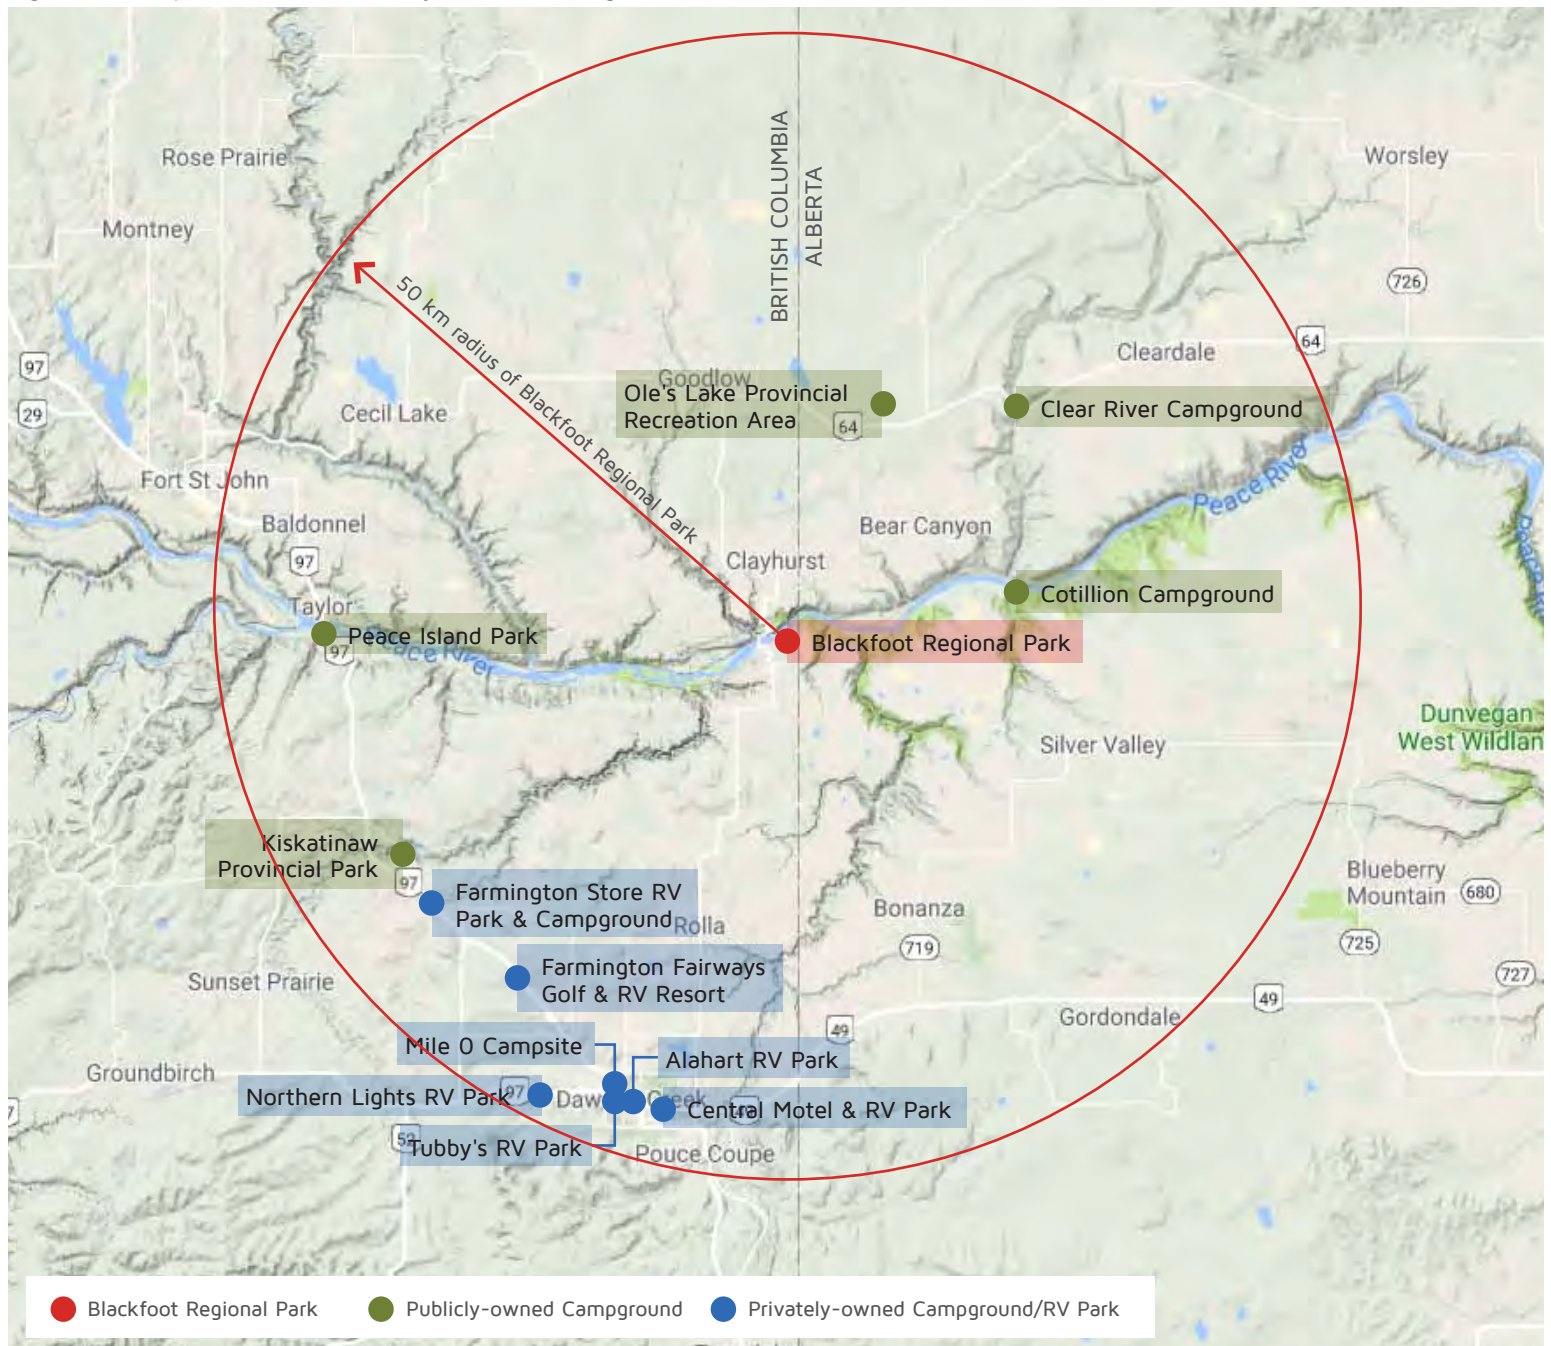 Rose Prairie
Worsley
Montney
BRITISH COLUMBIA
ALBERTA
726
50 km radius of Blackfoot Regional Park
64
Cleardale
97
29
Goodlow
Cecil Lake
Ole's Lake Provincial
Recreation Area
64
Clear River Campground
Fort St John
Peace River
Baldonnel
Bear Canyon
97
Clayhurst
Taylor
Cotillion Campground
Peace Island Park
97
Blackfoot Regional Park
Dunvegan
West Wildlan
Silver Valley
Kiskatinaw
Provincial Park
97
Farmington Store RV
Park & Campground
Rolla
Bonanza
719
Blueberry
Mountain
680
725
Farmington Fairways
Golf & RV Resort
Sunset Prairie
727
49
Gordondale
49
Mile 0 Campsite
Alahart RV Park
Groundbirch
Northern Lights RV Park
97
Creek
Central Motel & RV Park
52
Tubby's RV Park
Pouce Coupe
Blackfoot Regional Park
Publicly-owned Campground
Privately-owned Campground/RV Park